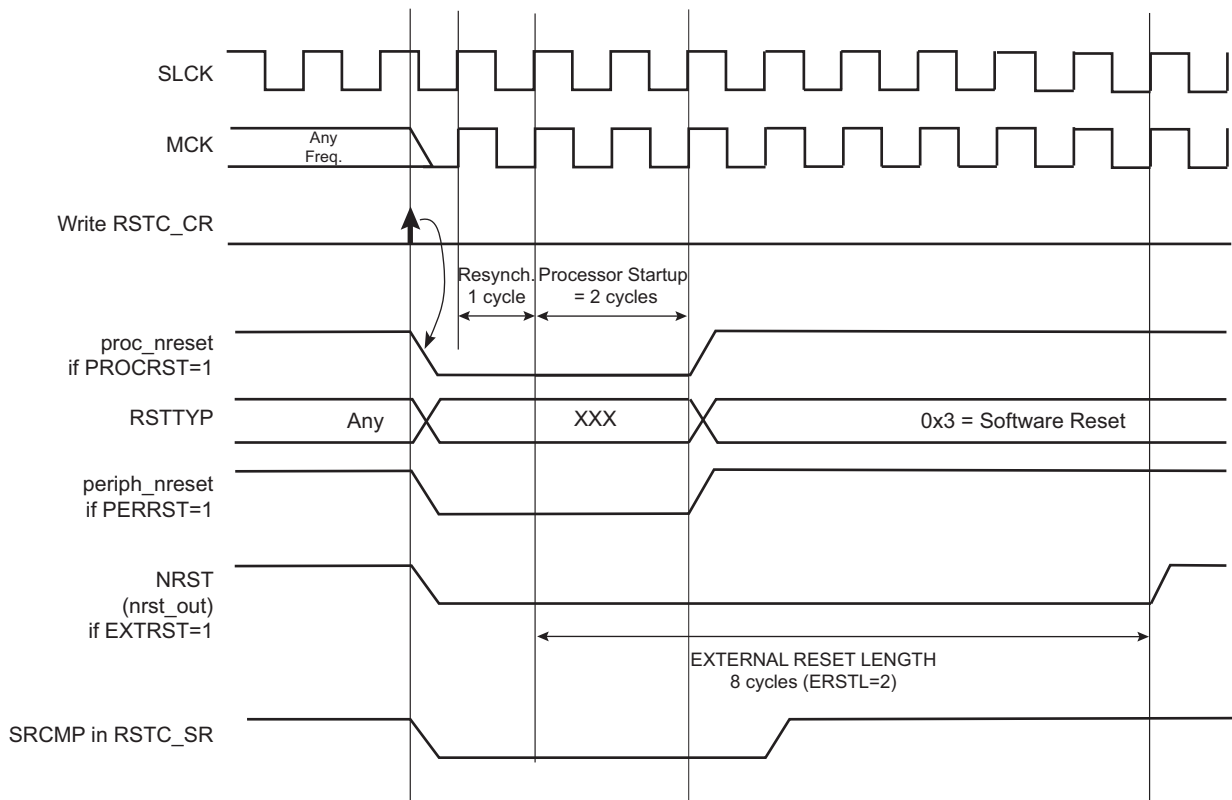 SLCK
MCK
Any
Freq.
Write RSTC_CR
Resynch.
1 cycle
Processor Startup
= 2 cycles
proc_nreset
if PROCRST=1
RSTTYP
Any
XXX
0x3 = Software Reset
periph_nreset
if PERRST=1
NRST
(nrst_out)
if EXTRST=1
EXTERNAL RESET LENGTH
8 cycles (ERSTL=2)
SRCMP in RSTC_SR